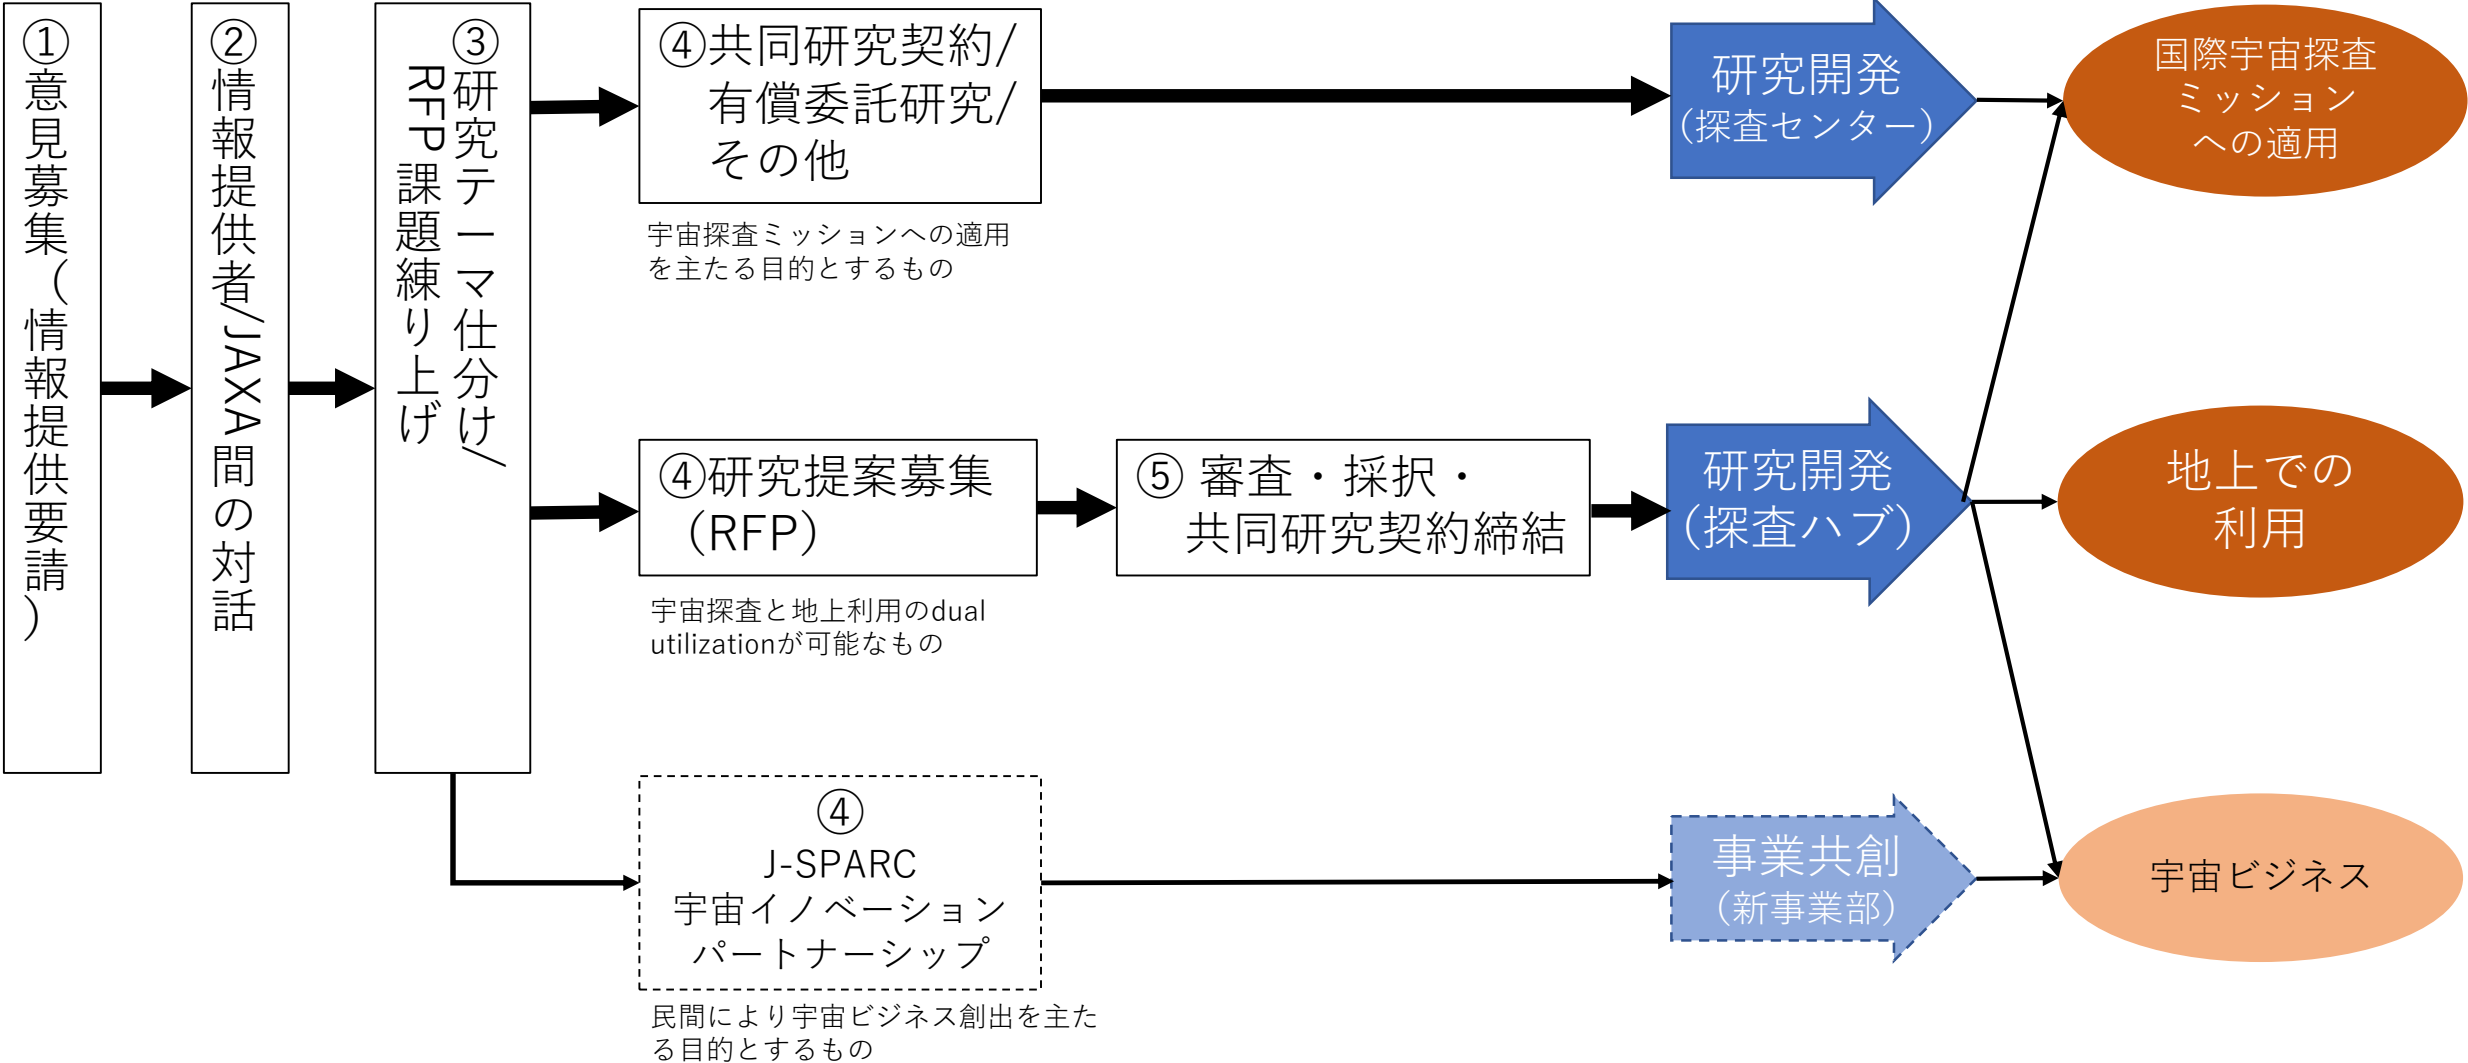 ①意見募集（情報提供要請）
②情報提供者/JAXA間の対話
③研究テーマ仕分け/
RFP課題練り上げ
④共同研究契約/
有償委託研究/
その他
宇宙探査ミッションへの適用
を主たる目的とするもの
研究開発
（探査センター）
国際宇宙探査
ミッション
への適用
④研究提案募集
（RFP）
宇宙探査と地上利用のdual
utilizationが可能なもの
⑤ 審査・採択・
共同研究契約締結
研究開発
（探査ハブ）
地上での
利用
④
J-SPARC
宇宙イノベーション
パートナーシップ
民間により宇宙ビジネス創出を主た
る目的とするもの
事業共創
（新事業部）
宇宙ビジネス